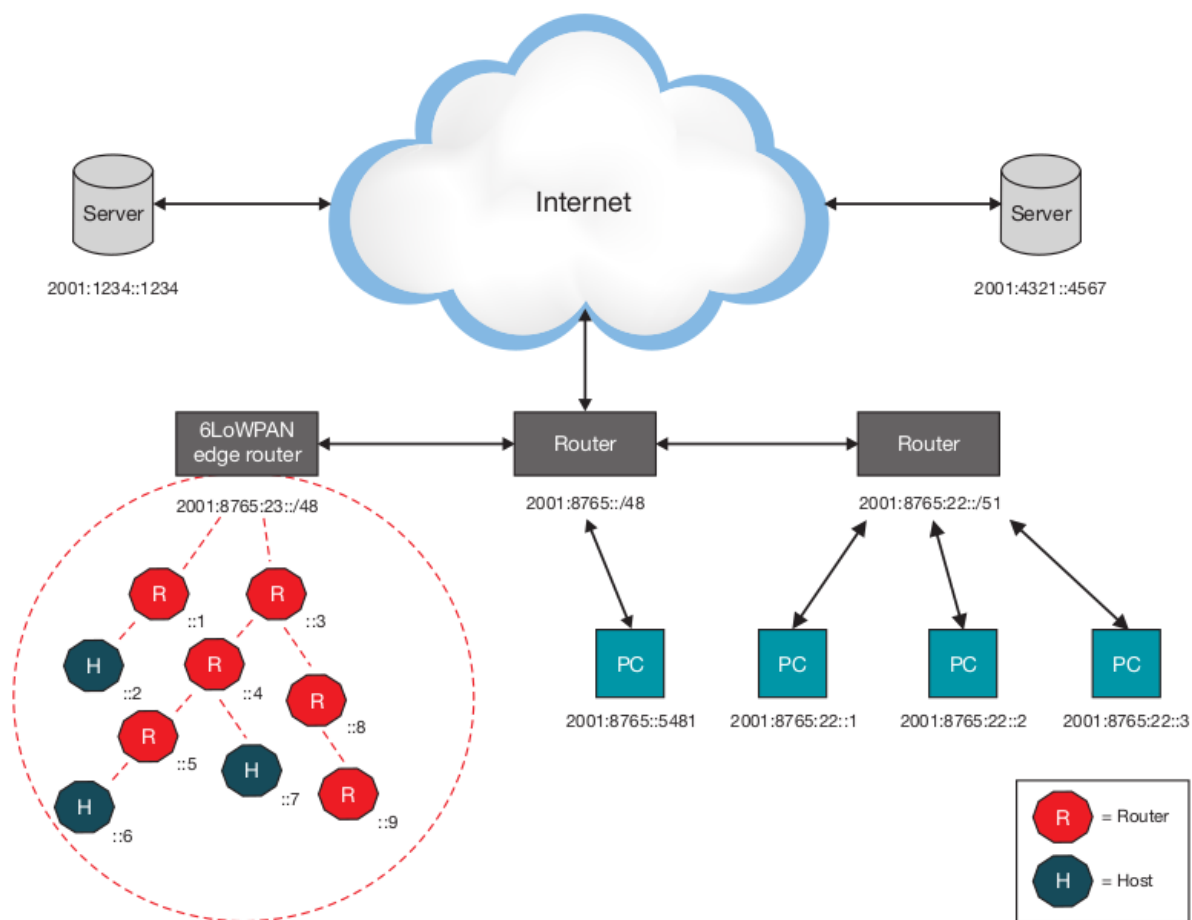 Internet
Server
2001:1234::1234
Server
2001:4321::4567
6LoWPAN
edge router
2001:8765:23::/48
Router
2001:8765::/48
Router
2001:8765:22::/51
R
::1
R
::3
H
::2
R
::4
R
::8
R
::5
H
::7
R
::9
H
::6
PC
2001:8765::5481
PC
2001:8765:22::1
PC
2001:8765:22::2
PC
2001:8765:22::3
R = Router
H = Host